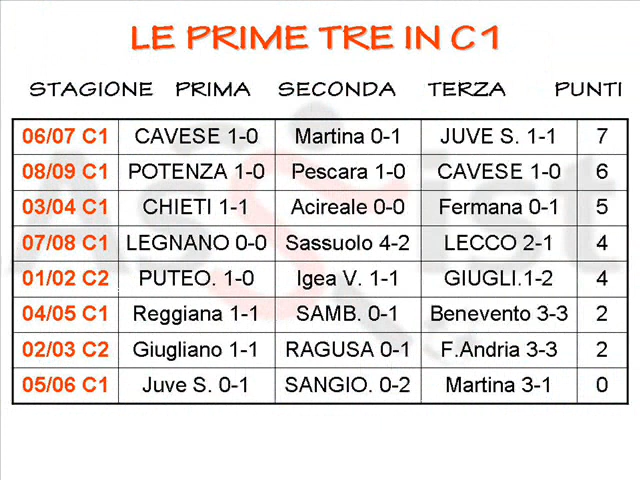 LE PRIME TRE IN C1
STAGIONE PRIMA SECONDA TERZA PUNTI
06/07 C1 CAVESE 1-0 Martina 0-1 JUVE S. 1-1 7
08/09 C1 POTENZA 1-0 Pescara 1-0 CAVESE 1-0 6
03/04 C1 CHIETI 1-1 Acireale 0-0 Fermana 0-1 5
07/08 C1 LEGNANO 0-0 Sassuolo 4-2 LECCO 2-1 4
01/02 C2 PUTEO. 1-0 Igea V. 1-1 GIUGLI.1-2 4
04/05 C1 Reggiana 1-1 SAMB. 0-1 Benevento 3-3 2
02/03 C2 Giugliano 1-1 RAGUSA 0-1 F.Andria 3-3 2
05/06 C1 Juve S. 0-1 SANGIO. 0-2 Martina 3-1 0